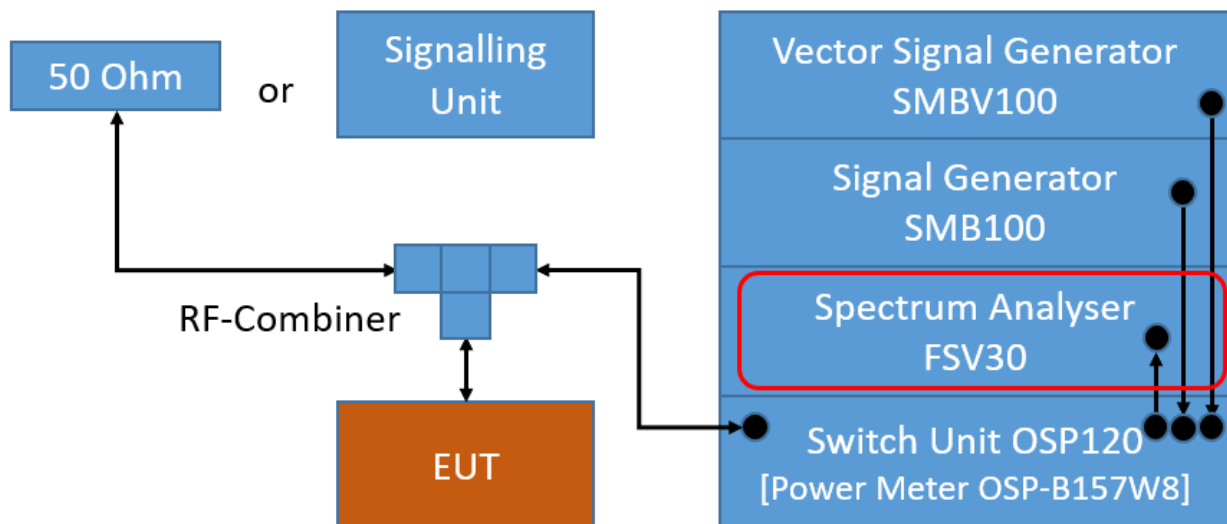 50 Ohm
or
Signalling
Unit
Vector Signal Generator
SMBV100
Signal Generator
SMB100
RF-Combiner
Spectrum Analyser
FSV30
EUT
Switch Unit OSP120
[Power Meter OSP-B157W8]